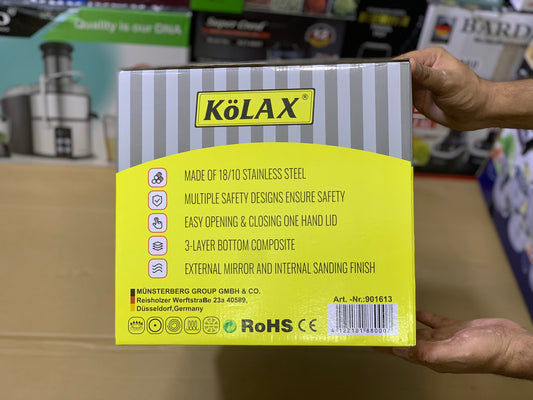 Quality is our DNA
BARD
KöLAX®
MADE OF 18/10 STAINLESS STEEL
MULTIPLE SAFETY DESIGNS ENSURE SAFETY
EASY OPENING & CLOSING ONE HAND LID
3-LAYER BOTTOM COMPOSITE
EXTERNAL MIRROR AND INTERNAL SANDING FINISH
MÜNSTERBERG GROUP GMBH & CO.
Reisholzer Werftstraße 23a 40589,
Düsseldorf,Germany
Art. -Nr.:901613
RoHS CE